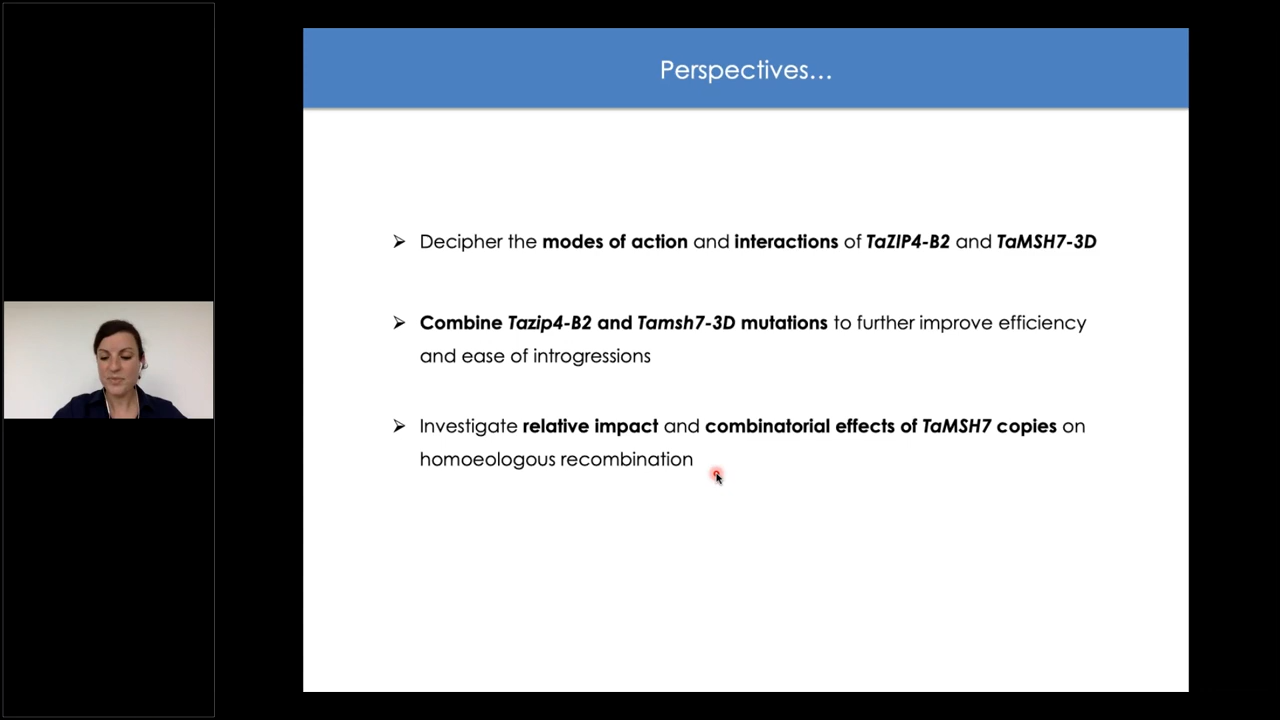 Perspectives…
➢ Decipher the modes of action and interactions of TaZIP4-B2 and TaMSH7-3D
➢ Combine Tazip4-B2 and Tamsh7-3D mutations to further improve efficiency
and ease of introgressions
➢ Investigate relative impact and combinatorial effects of TaMSH7 copies on
homoeologous recombination